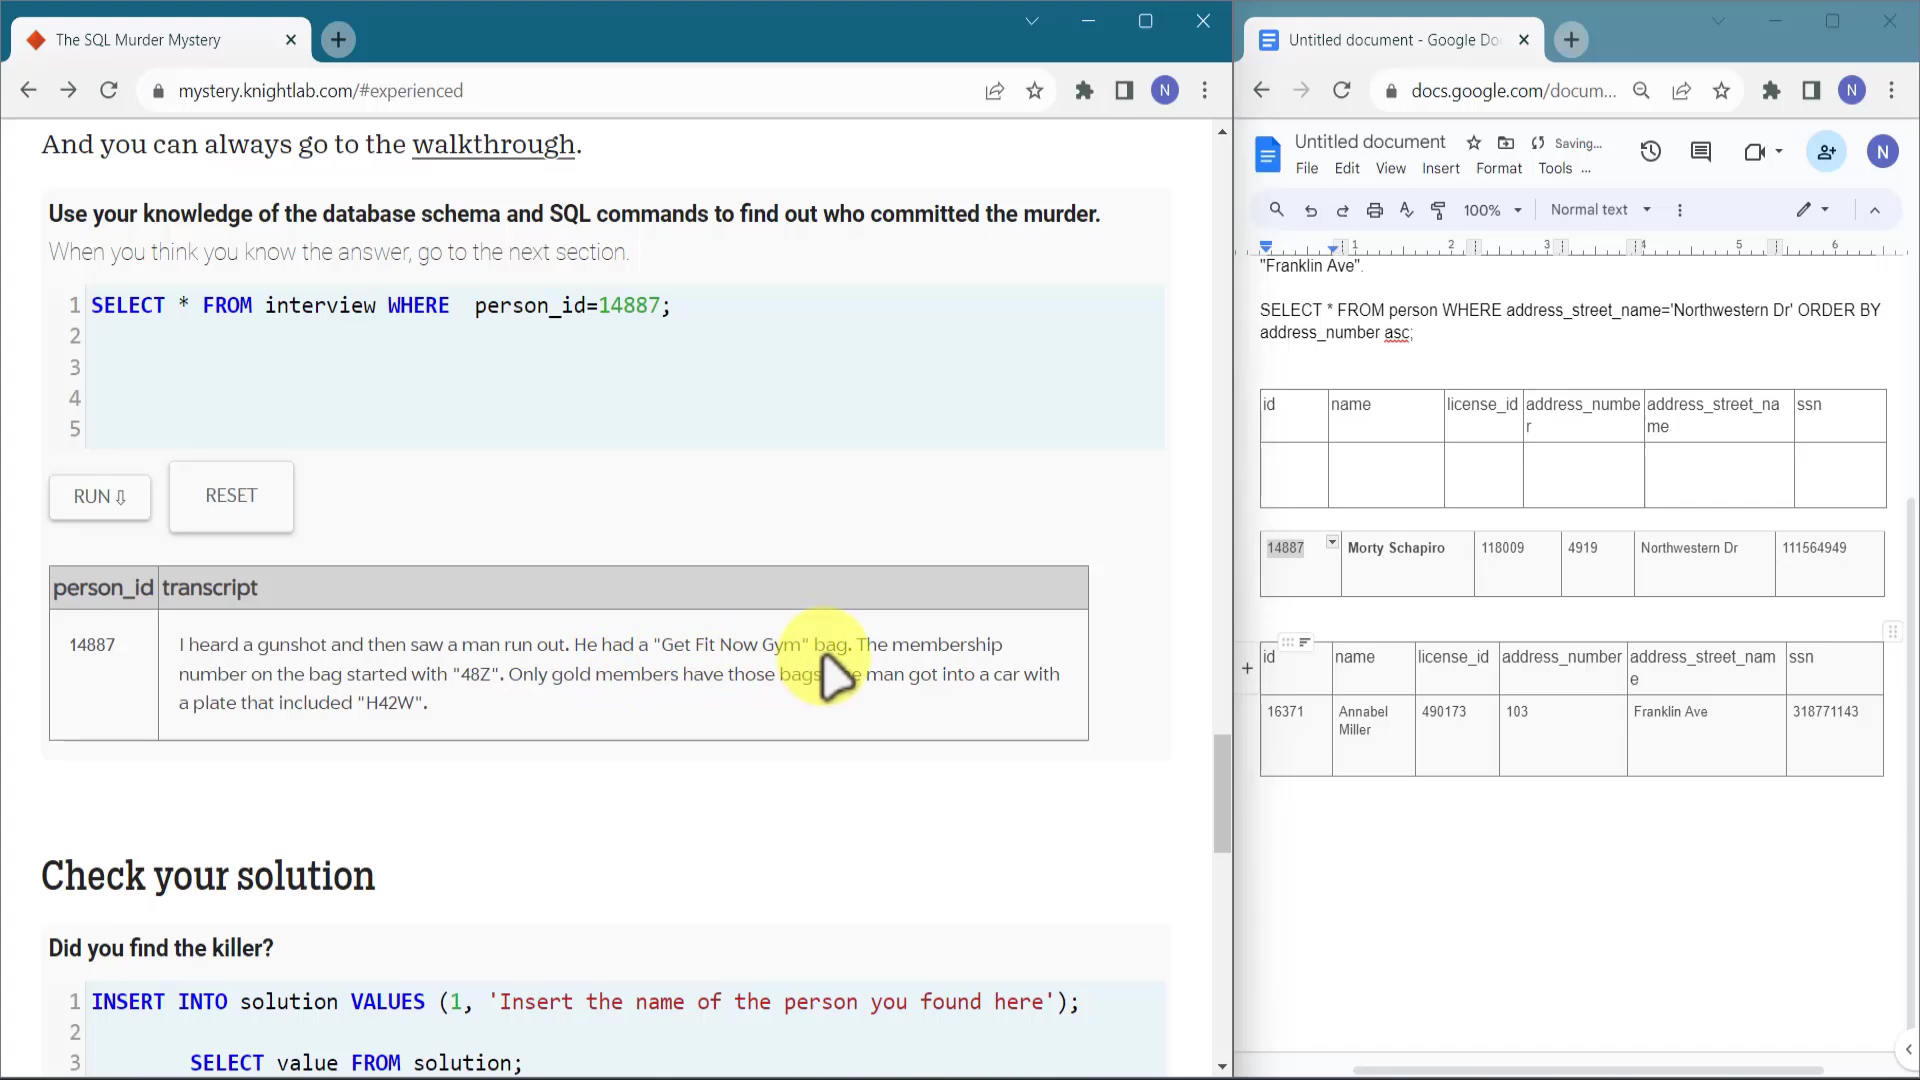 The SQL Murder Mystery
mystery.knightlab.com/#experienced
N
And you can always go to the walkthrough.
Use your knowledge of the database schema and SQL commands to find out who committed the murder.
When you think you know the answer, go to the next section.
1 SELECT * FROM interview WHERE  person_id=14887;
2
3
4
5
RUN ⇩
RESET
person_id transcript
14887 I heard a gunshot and then saw a man run out. He had a "Get Fit Now Gym" bag. The membership
number on the bag started with "48Z". Only gold members have those bags man got into a car with
a plate that included "H42W".
Check your solution
Did you find the killer?
1 INSERT INTO solution VALUES (1, 'Insert the name of the person you found here');
2
3 SELECT value FROM solution;
Untitled document - Google Do
docs.google.com/docum...
N
Untitled document
Saving...
File Edit View Insert Format Tools ...
N
100% Normal text
1 2 3 4 5 6
"Franklin Ave".
SELECT * FROM person WHERE address_street_name='Northwestern Dr' ORDER BY
address_number asc;
id name license_id address_numbe address_street_na ssn
r me
14887 Morty Schapiro 118009 4919 Northwestern Dr 111564949
id name license_id address_number address_street_nam ssn
e
16371 Annabel 490173 103 Franklin Ave 318771143
Miller